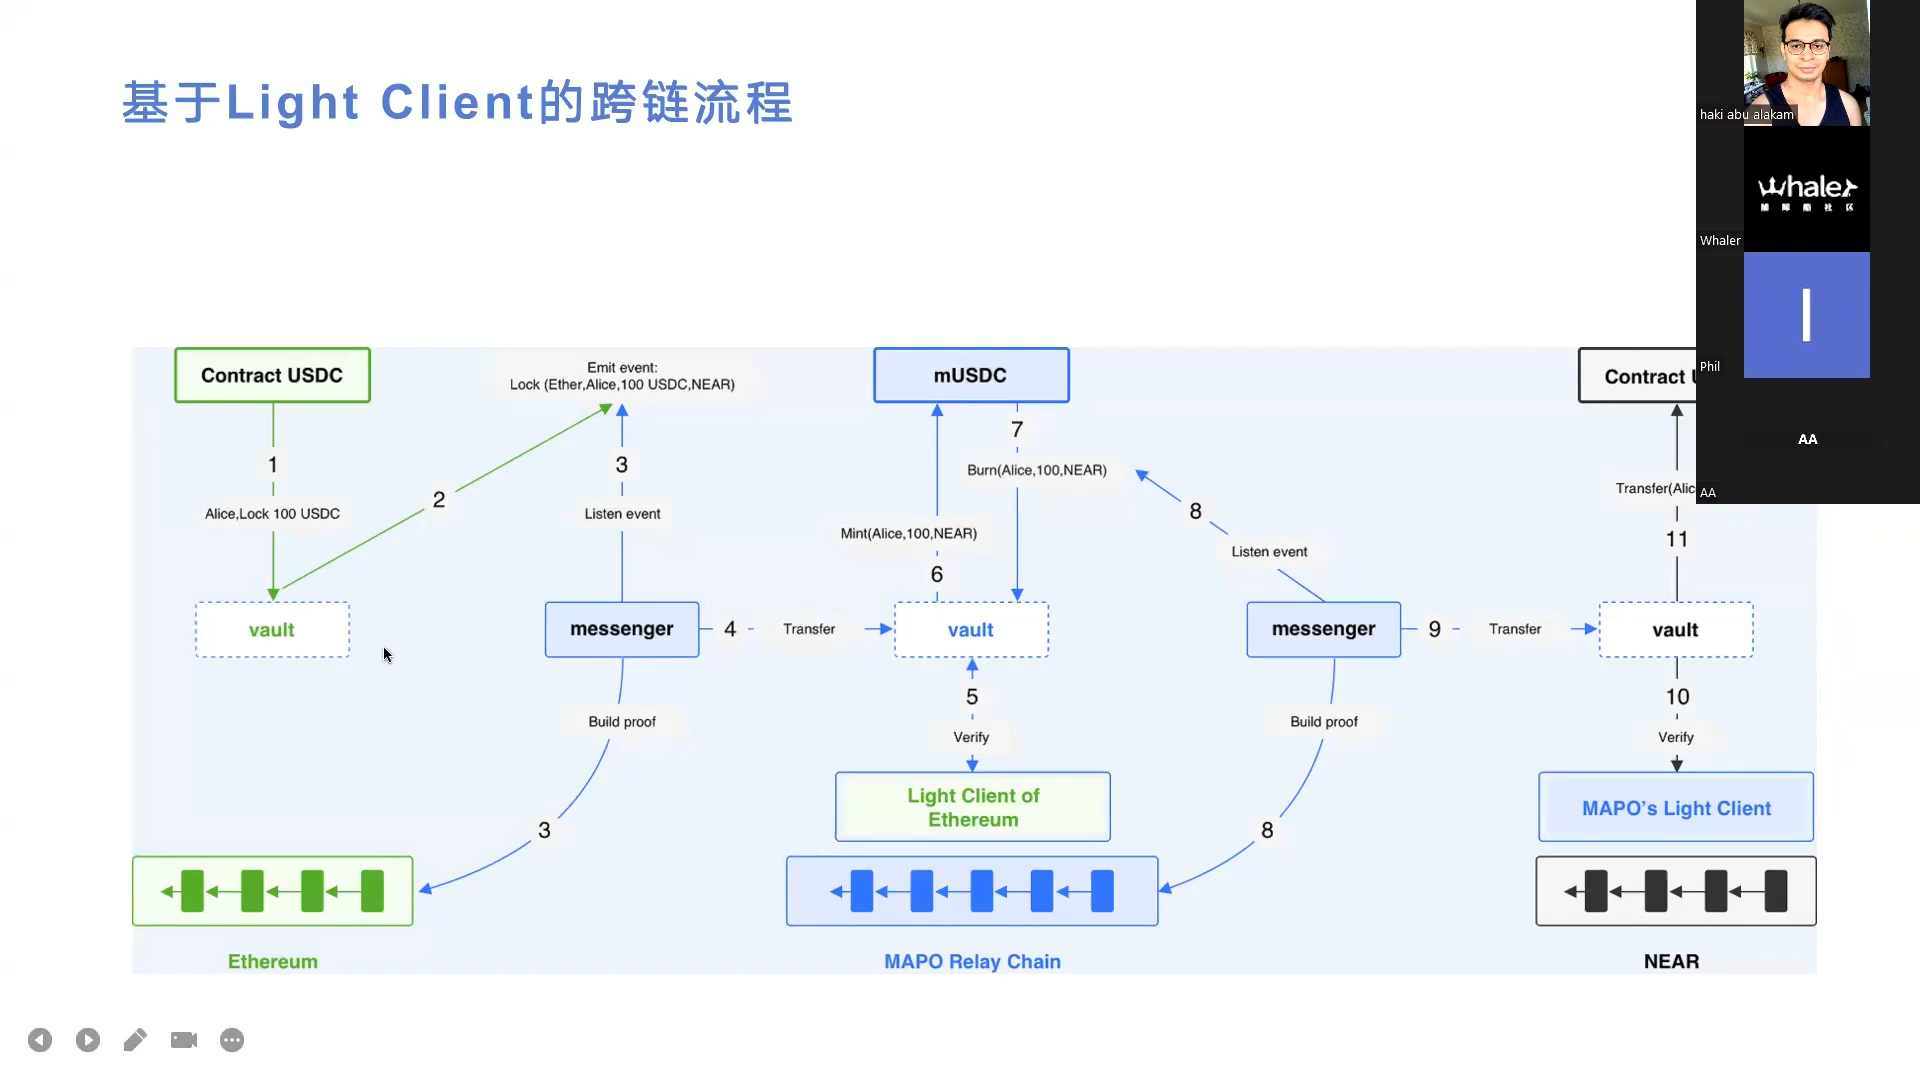 基于Light Client的跨链流程
haki abu alakam
Whaler
Whaler
Phil
AA
AA
Contract USDC
Emit event:
Lock (Ether,Alice,100 USDC,NEAR)
mUSDC
Contract U
1
3
7
2
Burn(Alice,100,NEAR)
8
Transfer(Alic
Alice,Lock 100 USDC
Listen event
Mint(Alice,100,NEAR)
Listen event
11
6
vault
messenger
4
Transfer
vault
messenger
9
Transfer
vault
5
10
Build proof
Verify
Build proof
Verify
Light Client of
Ethereum
MAPO's Light Client
3
8
Ethereum
MAPO Relay Chain
NEAR